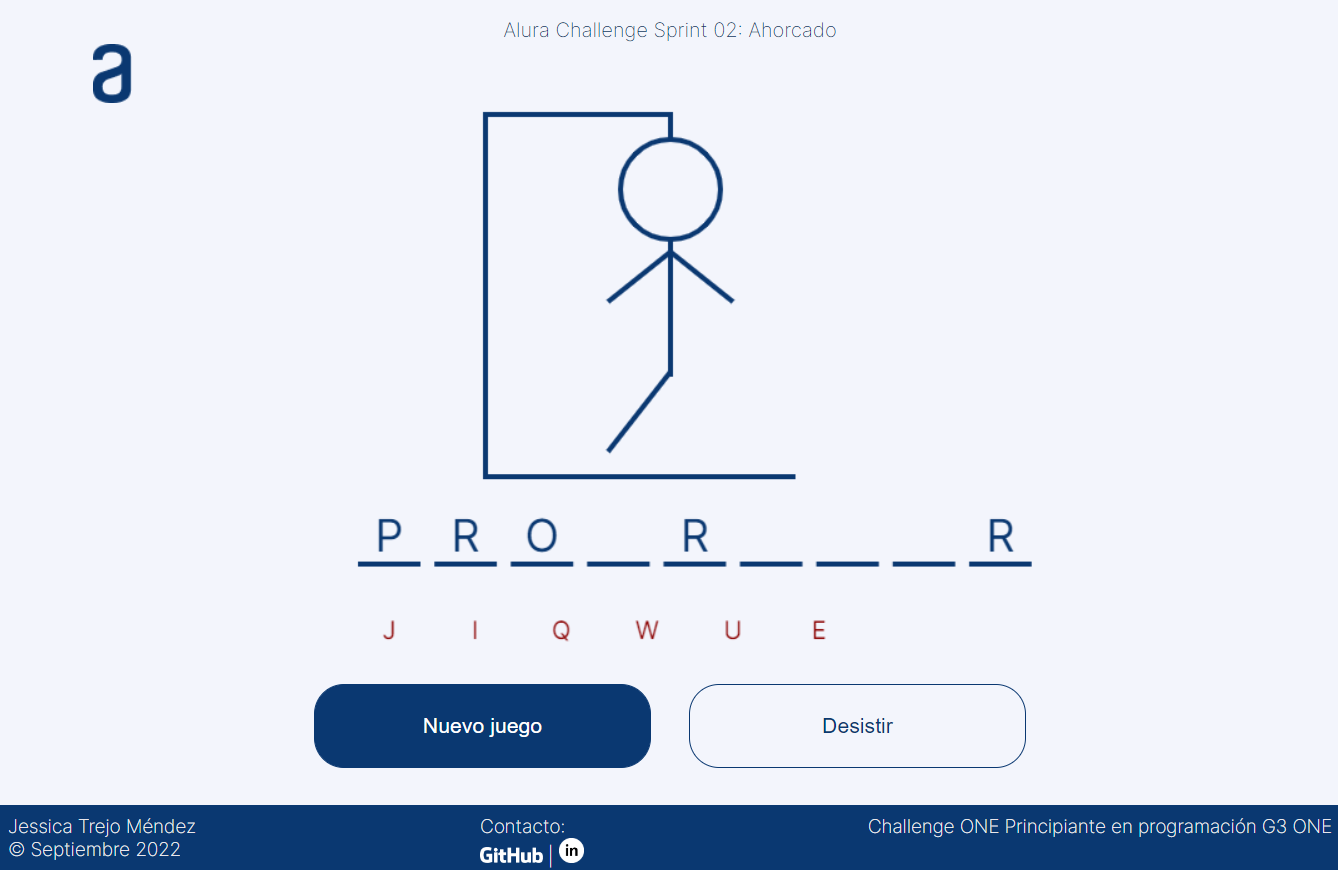 Alura Challenge Sprint 02: Ahorcado
a
P R O _ R _ _ _ R
J I Q W U E
Nuevo juego
Desistir
Jessica Trejo Méndez
© Septiembre 2022
Contacto:
GitHub | in
Challenge ONE Principiante en programación G3 ONE